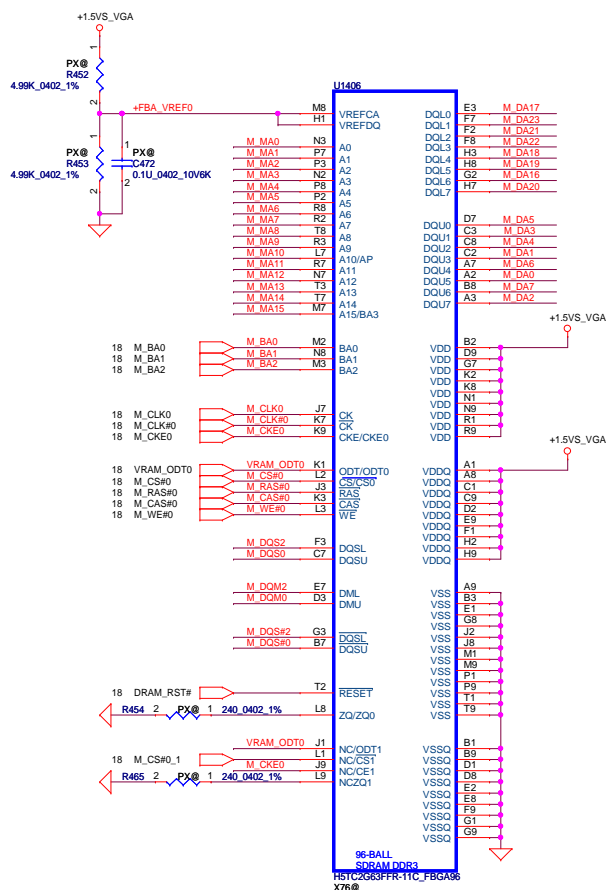 +1.5VS_VGA
1
PX@
R452
4.99K_0402_1%
2
+FBA_VREF0
1
PX@
R453
4.99K_0402_1%
2
1
PX@
C472
0.1U_0402_10V6K
2
U1406
M8 VREFCA
H1 VREFDQ
M_MA0 N3 A0
M_MA1 P7 A1
M_MA2 P3 A2
M_MA3 N2 A3
M_MA4 P8 A4
M_MA5 P2 A5
M_MA6 R8 A6
M_MA7 R2 A7
M_MA8 T8 A8
M_MA9 R3 A9
M_MA10 L7 A10/AP
M_MA11 R7 A11
M_MA12 N7 A12
M_MA13 T3 A13
M_MA14 T7 A14
M_MA15 M7 A15/BA3
18 M_BA0 M_BA0 M2 BA0
18 M_BA1 M_BA1 N8 BA1
18 M_BA2 M_BA2 M3 BA2
18 M_CLK0 M_CLK0 J7 CK
18 M_CLK#0 M_CLK#0 K7 CK
18 M_CKE0 M_CKE0 K9 CKE/CKE0
18 VRAM_ODT0 VRAM_ODT0 K1 ODT/ODT0
18 M_CS#0 M_CS#0 L2 CS/CS0
18 M_RAS#0 M_RAS#0 J3 RAS
18 M_CAS#0 M_CAS#0 K3 CAS
18 M_WE#0 M_WE#0 L3 WE
M_DQS2 F3 DQSL
M_DQS0 C7 DQSU
M_DQM2 E7 DML
M_DQM0 D3 DMU
M_DQS#2 G3 DQSL
M_DQS#0 B7 DQSU
18 DRAM_RST# T2 RESET
R454 2 PX@ 1 240_0402_1% L8 ZQ/ZQ0
VRAM_ODT0 J1 NC/ODT1
18 M_CS#0_1 L1 NC/CS1
M_CKE0 J9 NC/CE1
R465 2 PX@ 1 240_0402_1% L9 NCZQ1
DQL0 E3 M_DA17
DQL1 F7 M_DA23
DQL2 F2 M_DA21
DQL3 F8 M_DA22
DQL4 H3 M_DA18
DQL5 H8 M_DA19
DQL6 G2 M_DA16
DQL7 H7 M_DA20
DQU0 D7 M_DA5
DQU1 C3 M_DA3
DQU2 C8 M_DA4
DQU3 C2 M_DA1
DQU4 A7 M_DA6
DQU5 A2 M_DA0
DQU6 B8 M_DA7
DQU7 A3 M_DA2
+1.5VS_VGA
VDD B2
VDD D9
VDD G7
VDD K2
VDD K8
VDD N1
VDD N9
VDD R1
VDD R9
+1.5VS_VGA
VDDQ A1
VDDQ A8
VDDQ C1
VDDQ C9
VDDQ D2
VDDQ E9
VDDQ F1
VDDQ H2
VDDQ H9
VSS A9
VSS B3
VSS E1
VSS G8
VSS J2
VSS J8
VSS M1
VSS M9
VSS P1
VSS P9
VSS T1
VSS T9
VSSQ B1
VSSQ B9
VSSQ D1
VSSQ D8
VSSQ E2
VSSQ E8
VSSQ F9
VSSQ G1
VSSQ G9
96-BALL
SDRAM DDR3
H5TC2G63FFR-11C_FBGA96
X76@